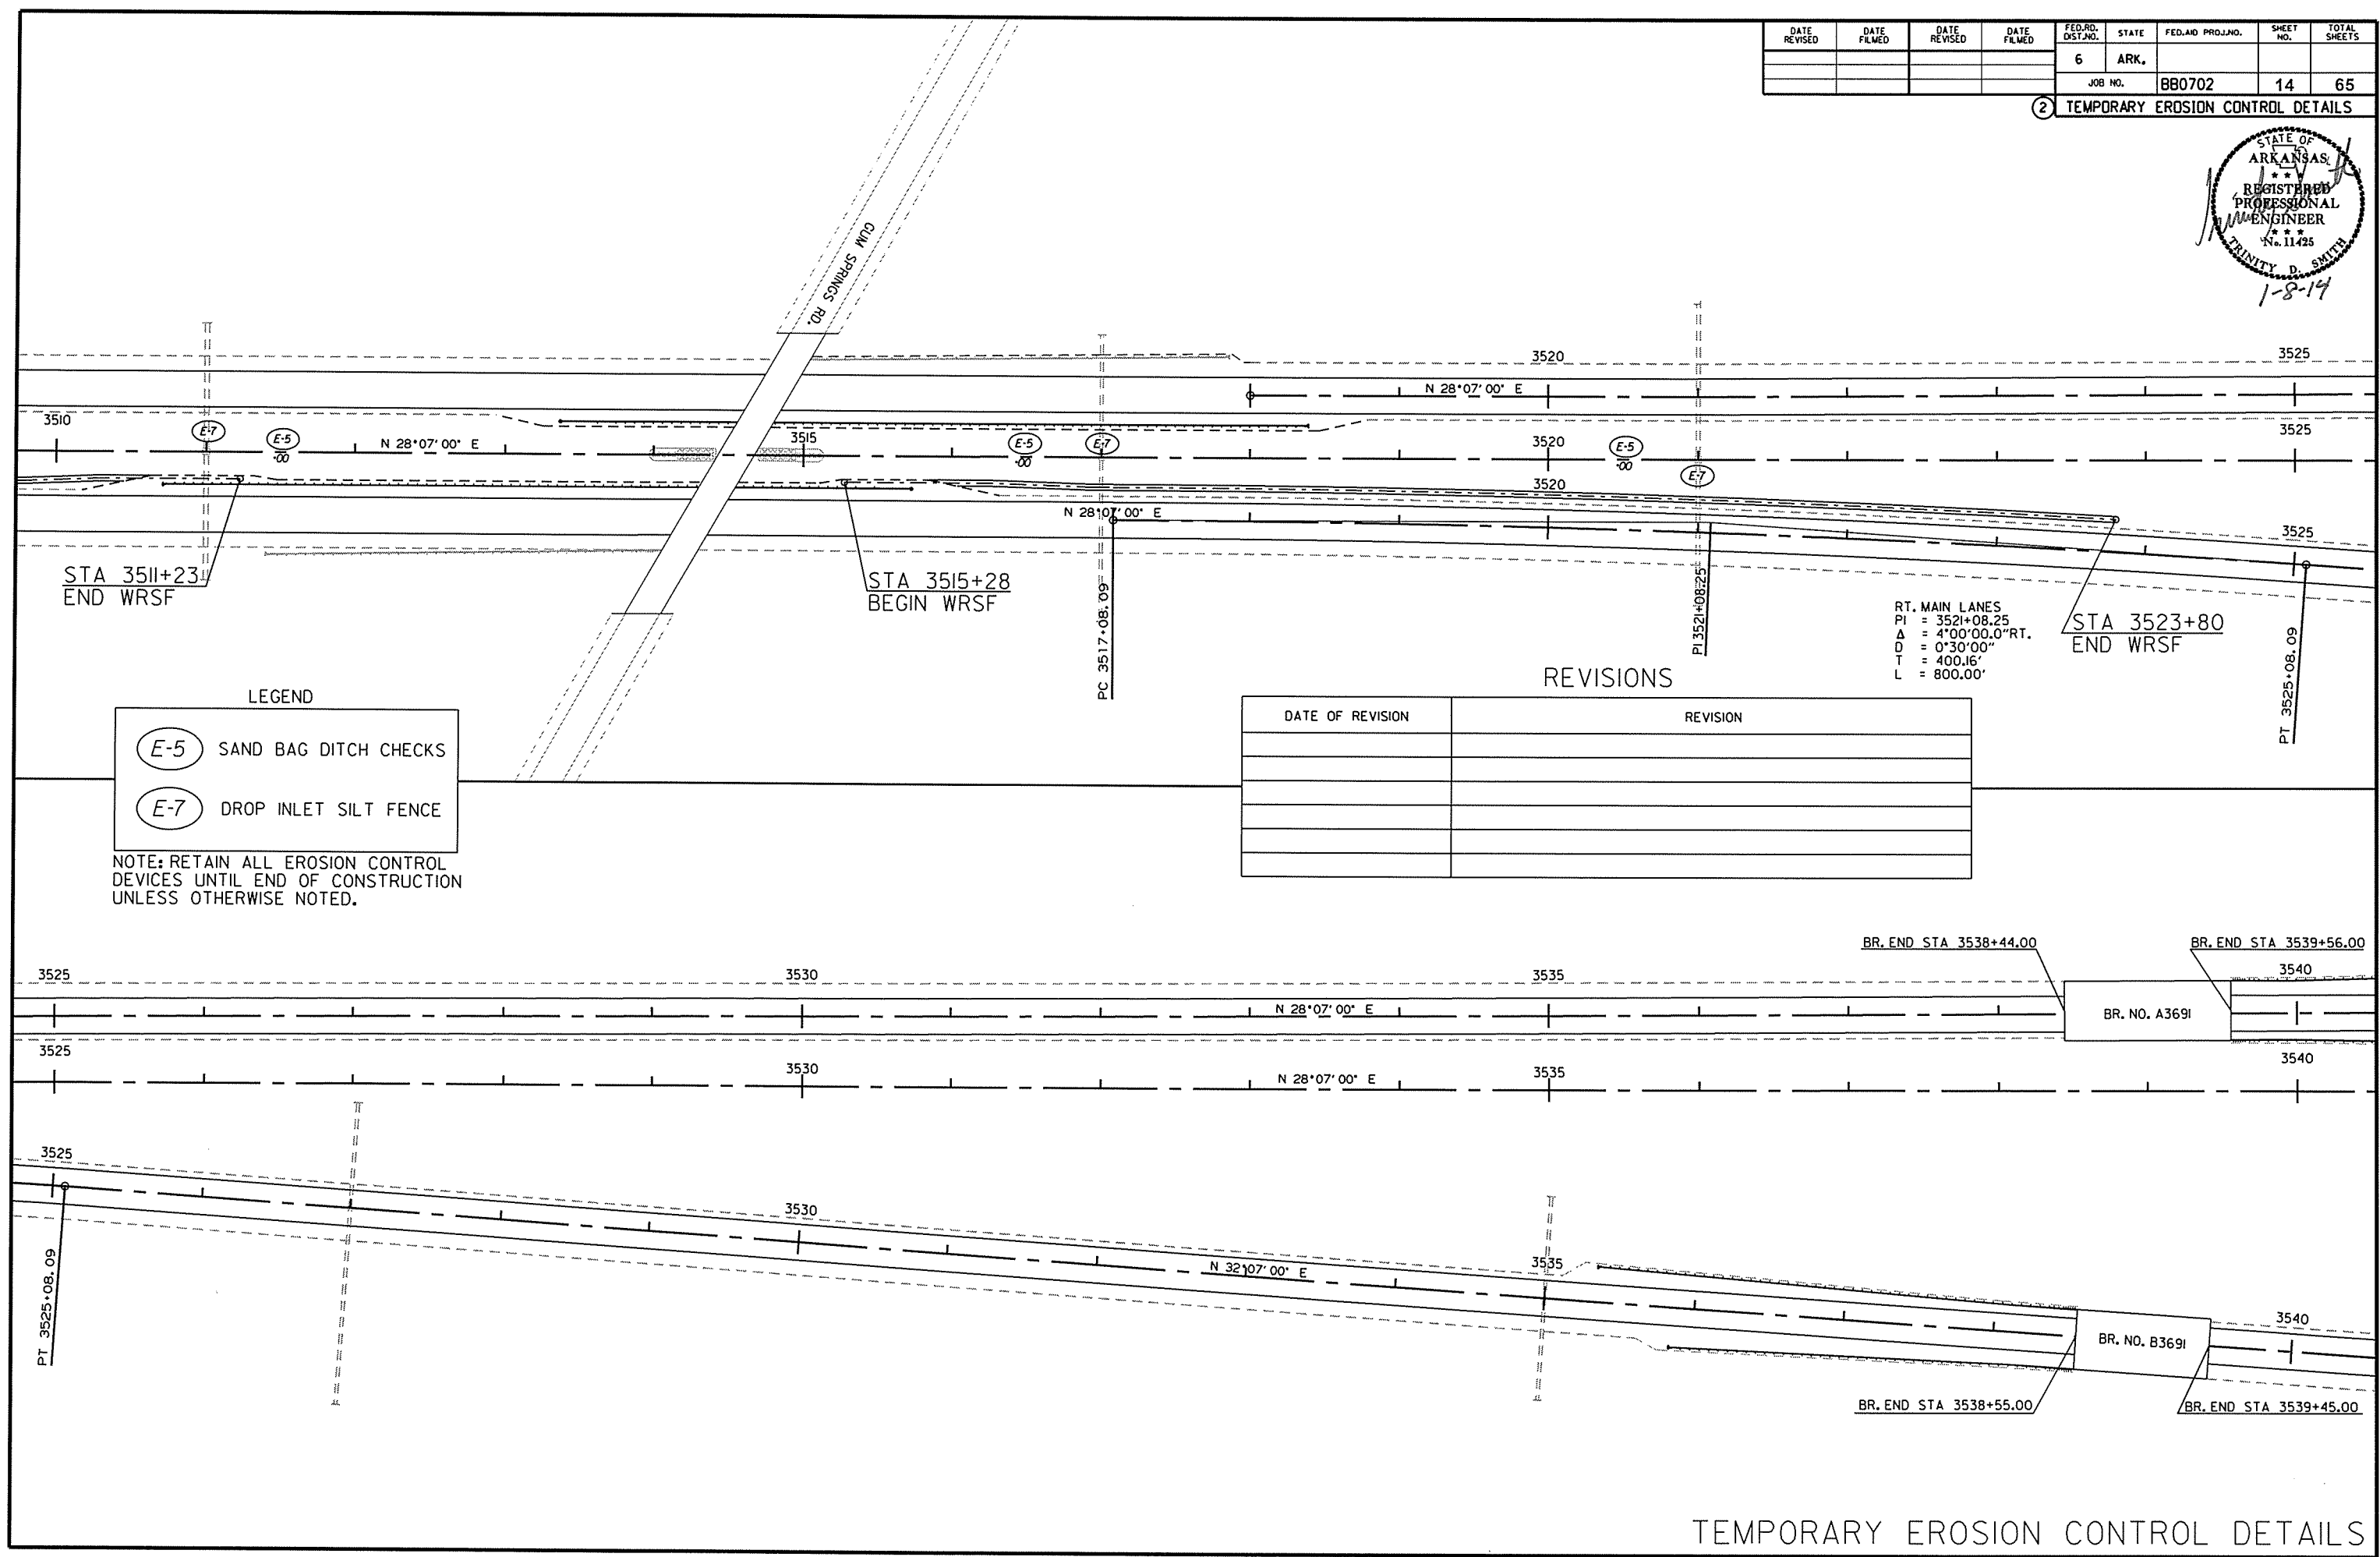 DATE REVISED
DATE FILMED
DATE REVISED
DATE FILMED
FED.RD. DIST.NO.
STATE
FED.AID PROJ.NO.
SHEET NO.
TOTAL SHEETS
6
ARK.
JOB NO.
BB0702
14
65
2
TEMPORARY EROSION CONTROL DETAILS
STATE OF
ARKANSAS
★ ★ ★
REGISTERED
PROFESSIONAL
ENGINEER
★ ★ ★
No. 11425
TRINITY D. SMITH
1-8-14
GUM SPRINGS RD.
3520
3525
N 28°07'00" E
3510
E-7
E-5
+00
N 28°07'00" E
3515
E-5
+00
E-7
3520
E-5
+00
E-7
3525
3520
N 28°07'00" E
3525
STA 3511+23
END WRSF
STA 3515+28
BEGIN WRSF
PC 3517+08.09
PI 3521+08.25
RT. MAIN LANES
PI = 3521+08.25
Δ = 4°00'00.0"RT.
D = 0°30'00"
T = 400.16'
L = 800.00'
STA 3523+80
END WRSF
PT 3525+08.09
LEGEND
E-5 SAND BAG DITCH CHECKS
E-7 DROP INLET SILT FENCE
NOTE: RETAIN ALL EROSION CONTROL
DEVICES UNTIL END OF CONSTRUCTION
UNLESS OTHERWISE NOTED.
REVISIONS
DATE OF REVISION
REVISION
BR. END STA 3538+44.00
BR. END STA 3539+56.00
3525
3530
3535
3540
N 28°07'00" E
BR. NO. A3691
3525
3530
N 28°07'00" E
3535
3540
3525
PT 3525+08.09
3530
N 32°07'00" E
3535
BR. NO. B3691
3540
BR. END STA 3538+55.00
BR. END STA 3539+45.00
TEMPORARY EROSION CONTROL DETAILS